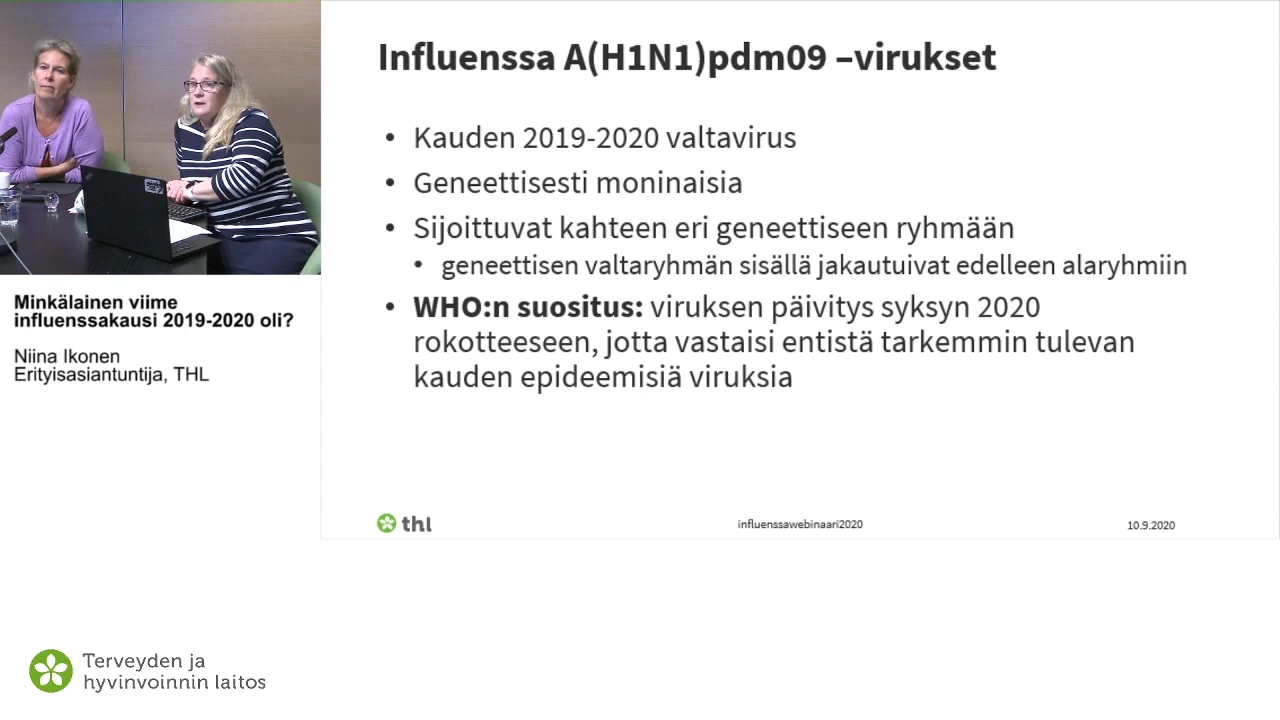 Influenssa A(H1N1)pdm09 –virukset
• Kauden 2019-2020 valtavirus
• Geneettisesti moninaisia
• Sijoittuvat kahteen eri geneettiseen ryhmään
• geneettisen valtaryhmän sisällä jakautuivat edelleen alaryhmiin
• WHO:n suositus: viruksen päivitys syksyn 2020
rokotteeseen, jotta vastaisi entistä tarkemmin tulevan
kauden epideemisiä viruksia
thl
influenssawebinaari2020
10.9.2020
Minkälainen viime
influenssakausi 2019-2020 oli?
Niina Ikonen
Erityisasiantuntija, THL
Terveyden ja
hyvinvoinnin laitos